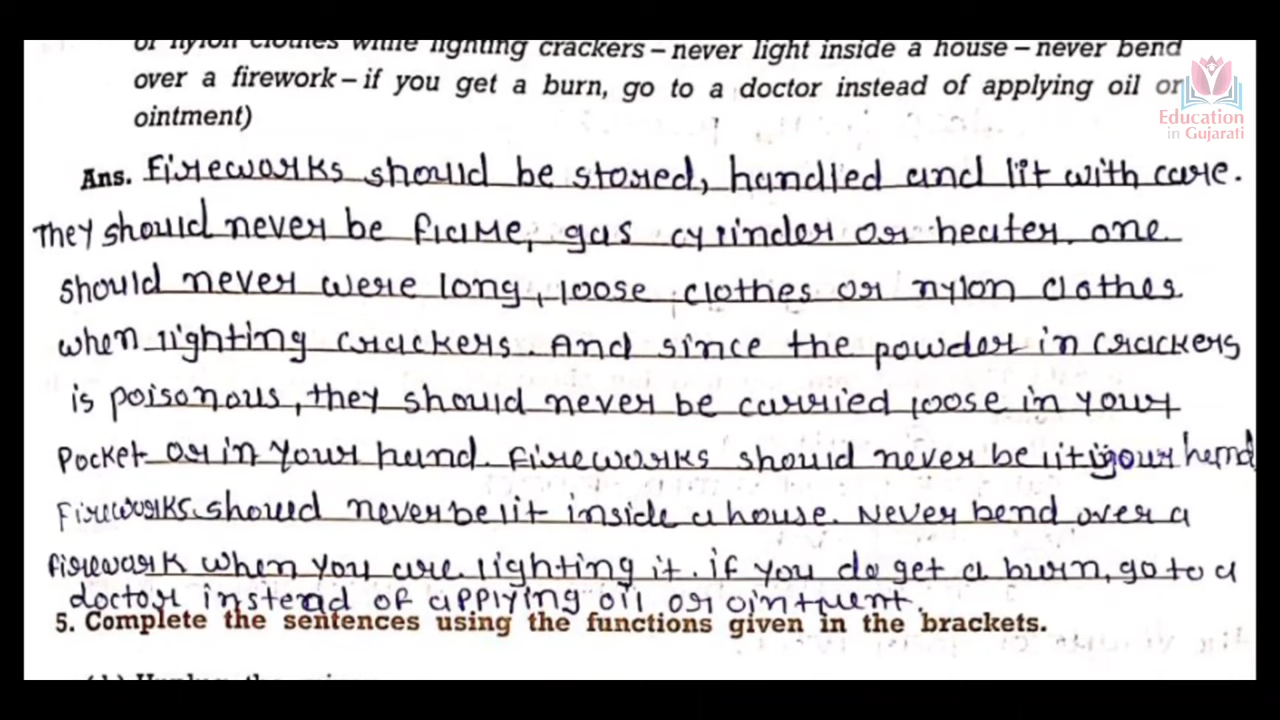 or nylon clothes while lighting crackers – never light inside a house – never bend
over a firework – if you get a burn, go to a doctor instead of applying oil or
ointment)
Education
in Gujarati
Ans. Fireworks should be stored, handled and lit with care.
They should never be flame, gas cylinder or heater. one
should never were long, loose clothes or nylon clothes
when lighting crackers. And since the powder in crackers
is poisonous, they should never be carried loose in your
Pocket or in your hand. Fireworks should never be lit your hand
Fireworks should never be lit inside a house. Never bend over a
firework when you are lighting it. if you do get a burn, go to a
doctor instead of applying oil or ointment.
5. Complete the sentences using the functions given in the brackets.